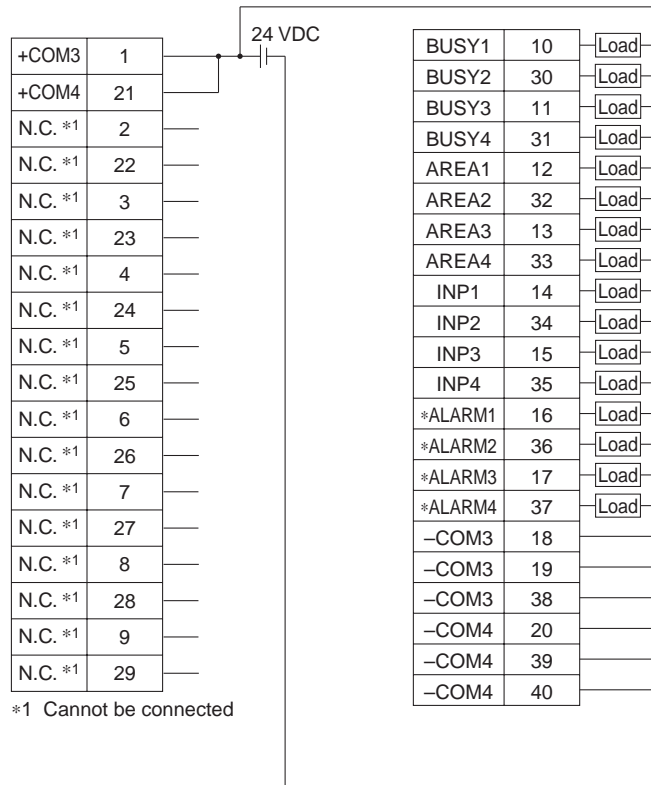 24 VDC
+COM3 1
+COM4 21
N.C. *1 2
N.C. *1 22
N.C. *1 3
N.C. *1 23
N.C. *1 4
N.C. *1 24
N.C. *1 5
N.C. *1 25
N.C. *1 6
N.C. *1 26
N.C. *1 7
N.C. *1 27
N.C. *1 8
N.C. *1 28
N.C. *1 9
N.C. *1 29
*1 Cannot be connected
BUSY1 10 Load
BUSY2 30 Load
BUSY3 11 Load
BUSY4 31 Load
AREA1 12 Load
AREA2 32 Load
AREA3 13 Load
AREA4 33 Load
INP1 14 Load
INP2 34 Load
INP3 15 Load
INP4 35 Load
*ALARM1 16 Load
*ALARM2 36 Load
*ALARM3 17 Load
*ALARM4 37 Load
–COM3 18
–COM3 19
–COM3 38
–COM4 20
–COM4 39
–COM4 40